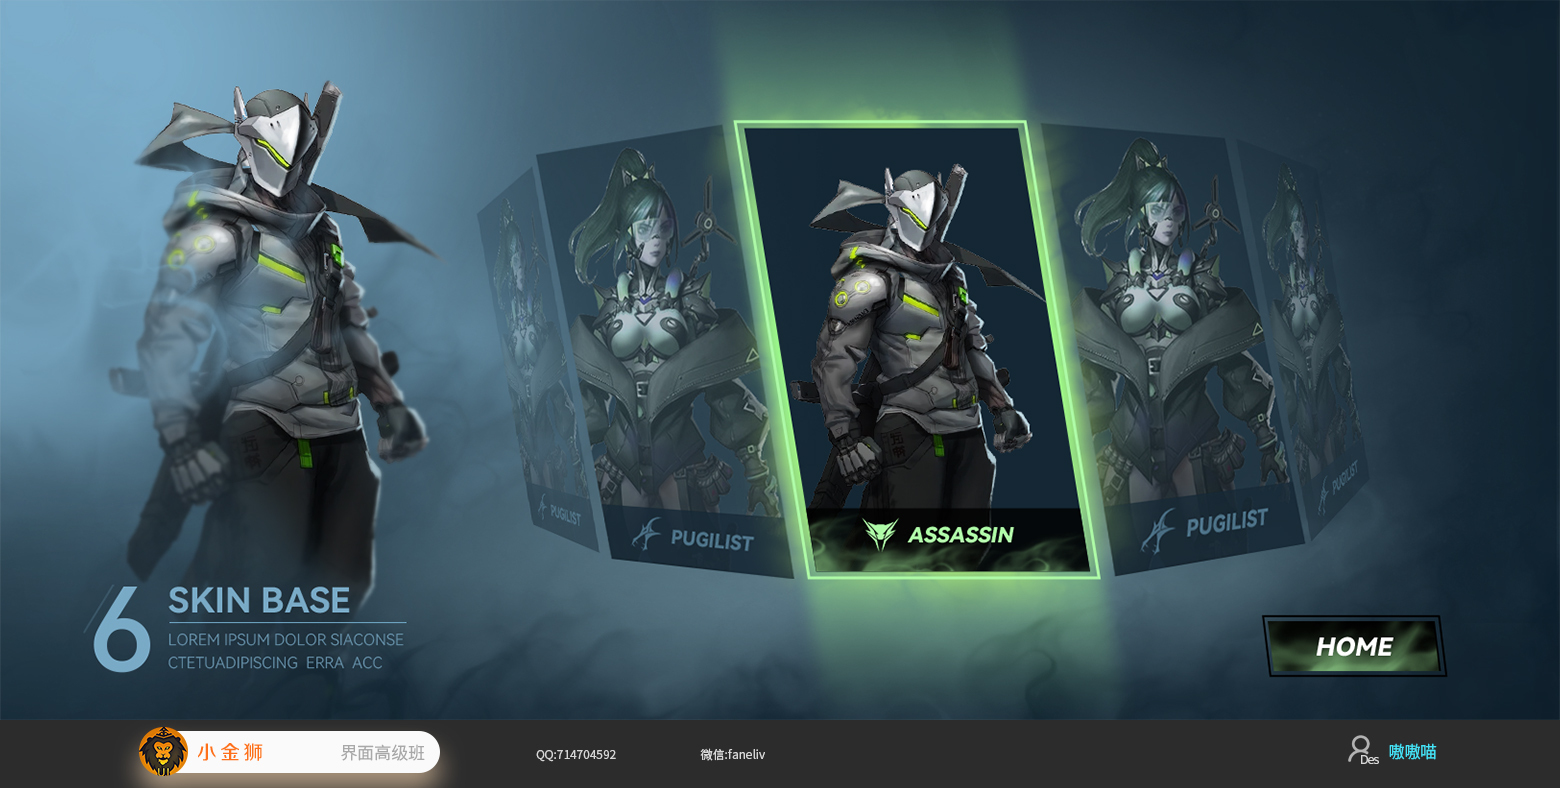 PUGILIST
PUGILIST
ASSASSIN
PUGILIST
PUGILIST
6
SKIN BASE
LOREM IPSUM DOLOR SIACONSE
CTETUADIPISCING ERRA ACC
HOME
UI
小金狮
界面高级班
QQ:714704592
微信:faneliv
Des
嗷嗷喵